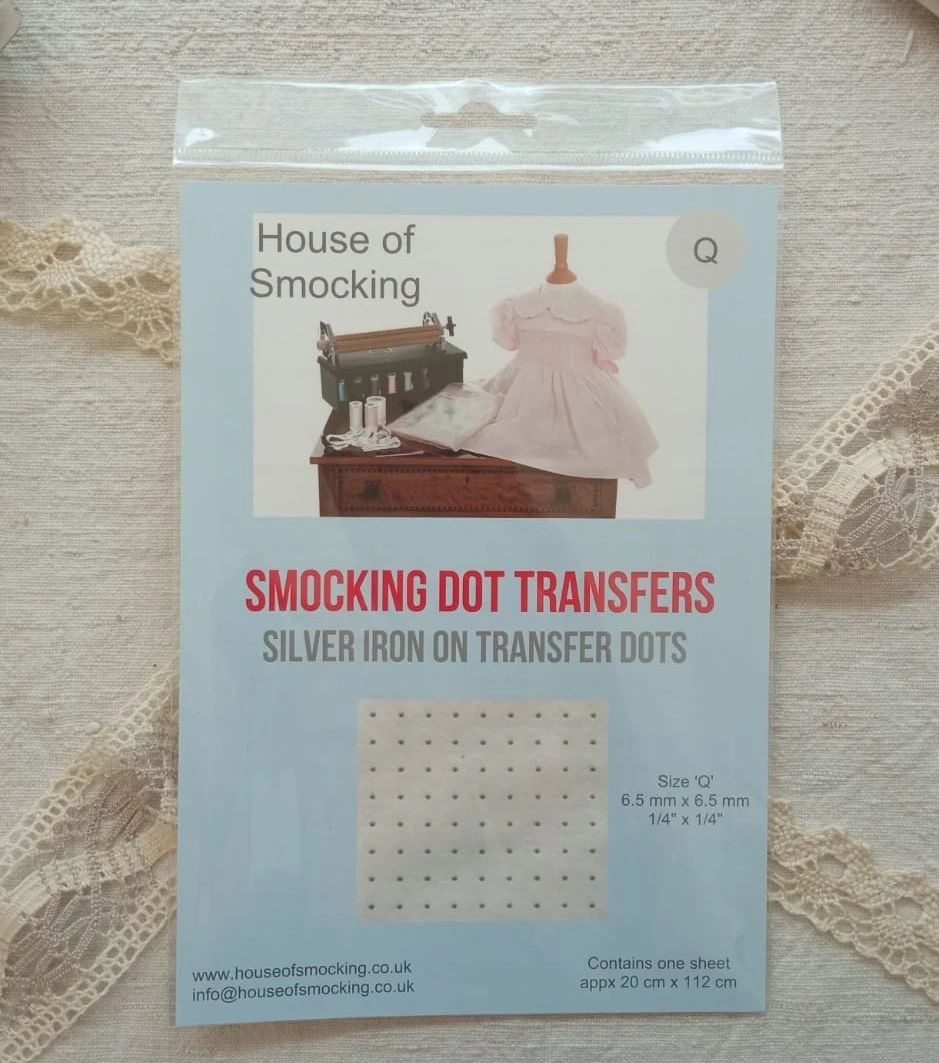 House of
Smocking
Q
SMOCKING DOT TRANSFERS
SILVER IRON ON TRANSFER DOTS
Size 'Q'
6.5 mm x 6.5 mm
1/4" x 1/4"
www.houseofsmocking.co.uk
info@houseofsmocking.co.uk
Contains one sheet
appx 20 cm x 112 cm